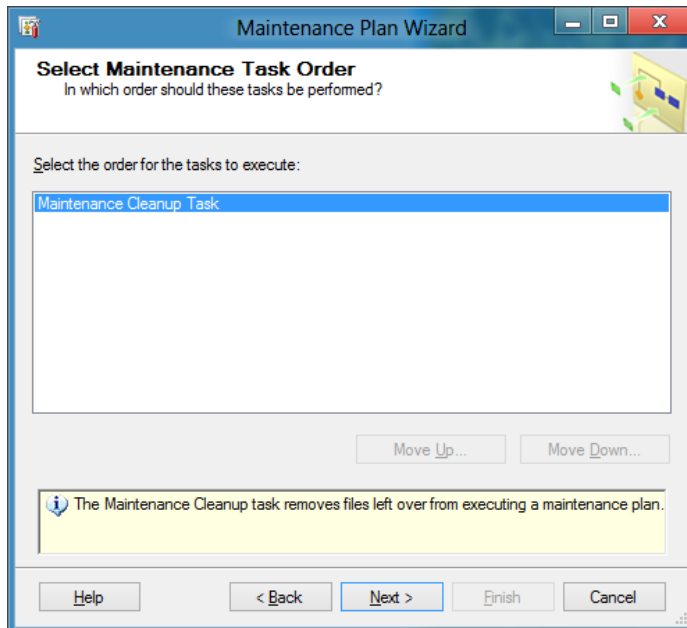 Maintenance Plan Wizard
Select Maintenance Task Order
In which order should these tasks be performed?
Select the order for the tasks to execute:
Maintenance Cleanup Task
Move Up... Move Down...
The Maintenance Cleanup task removes files left over from executing a maintenance plan.
Help < Back Next > Finish Cancel